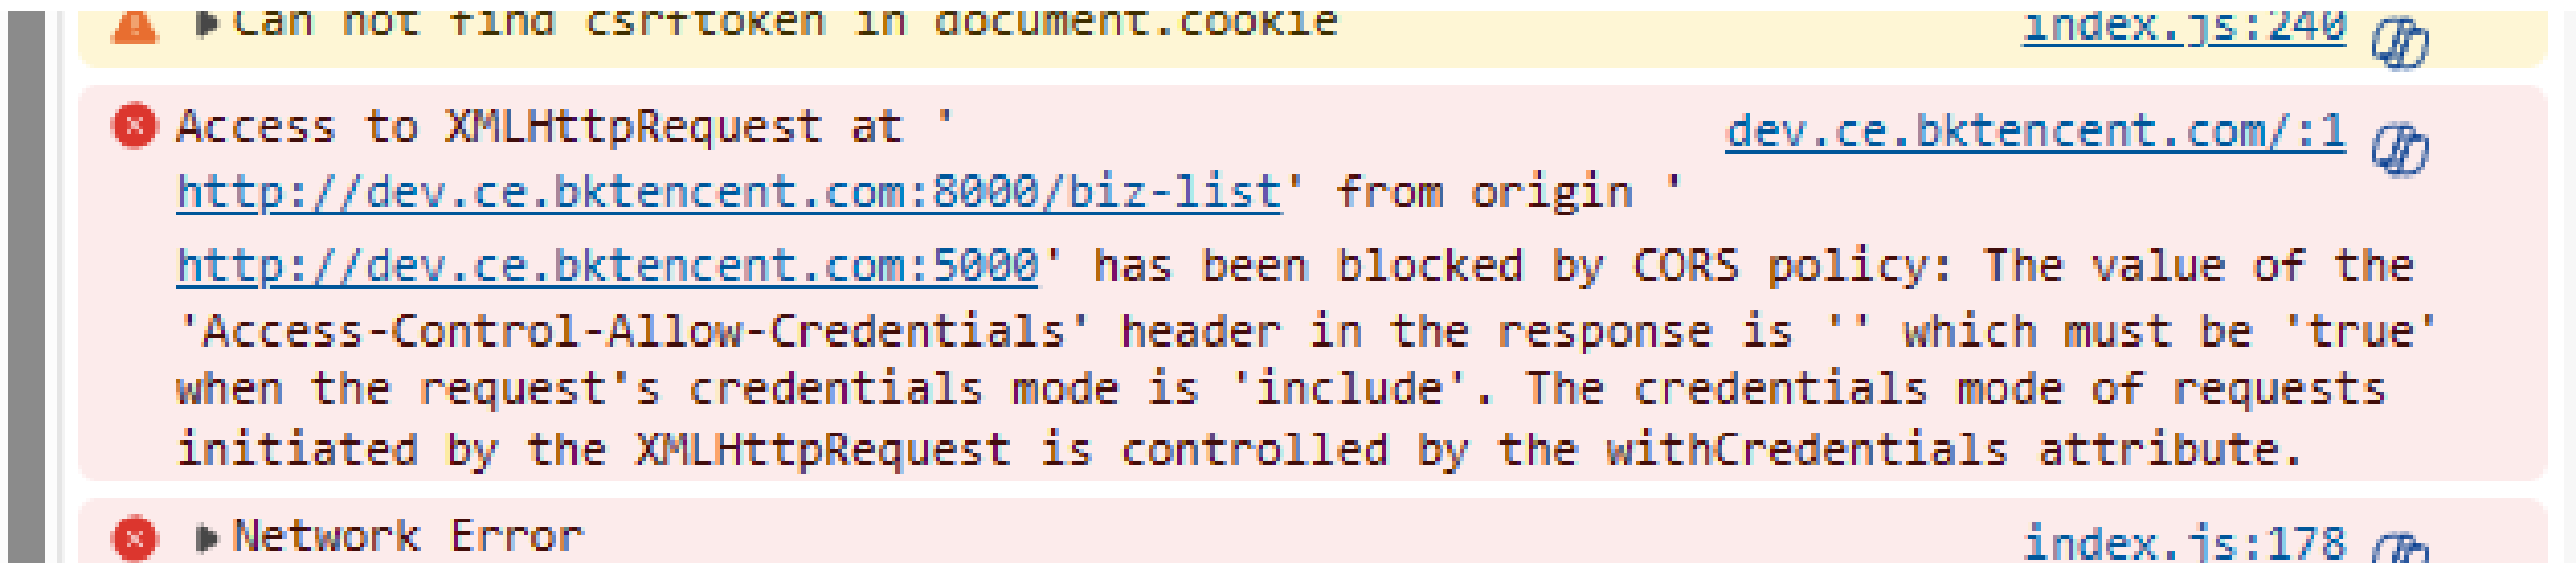 Can not find csrftoken in document.cookie index.js:240
Access to XMLHttpRequest at ' dev.ce.bktencent.com/:1
http://dev.ce.bktencent.com:8000/biz-list' from origin '
http://dev.ce.bktencent.com:5000' has been blocked by CORS policy: The value of the
'Access-Control-Allow-Credentials' header in the response is '' which must be 'true'
when the request's credentials mode is 'include'. The credentials mode of requests
initiated by the XMLHttpRequest is controlled by the withCredentials attribute.
Network Error index.js:178